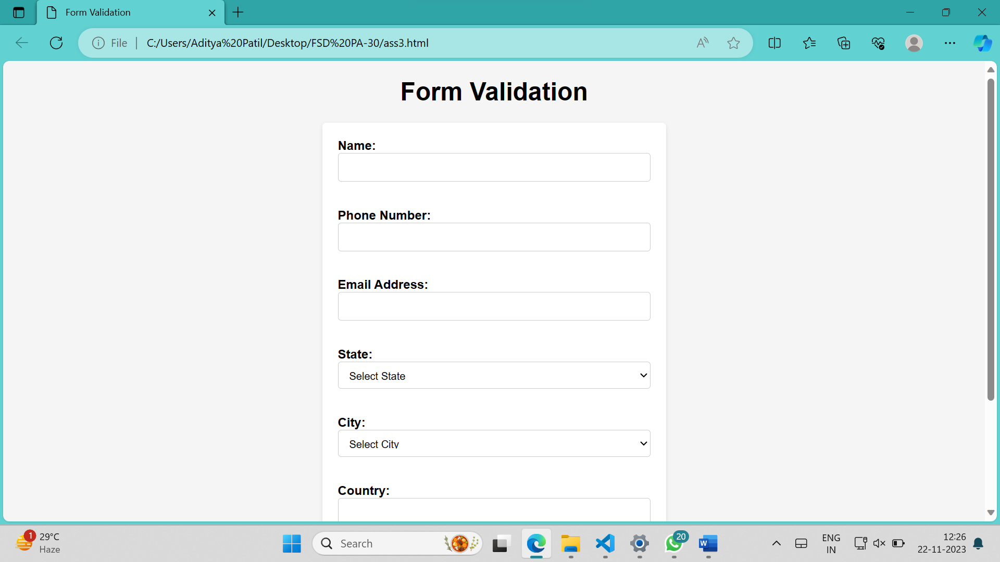 Form Validation
File
C:/Users/Aditya%20Patil/Desktop/FSD%20PA-30/ass3.html
Form Validation
Name:
Phone Number:
Email Address:
State:
Select State
City:
Select City
Country:
1
29°C
Haze
Search
20
W
ENG
IN
12:26
22-11-2023